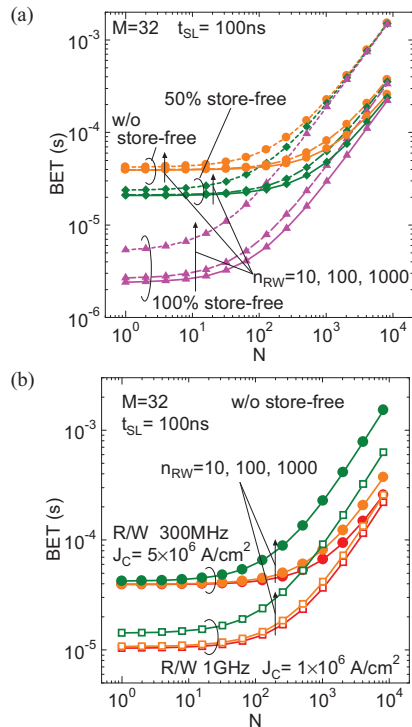 (a)
M=32 t_SL = 100ns
50% store-free
w/o
store-free
n_RW=10, 100, 1000
100% store-free
10^-3
10^-4
10^-5
10^-6
BET (s)
10^0 10^1 10^2 10^3 10^4
N
(b)
M=32 w/o store-free
t_SL = 100ns
n_RW=10, 100, 1000
R/W 300MHz
J_C = 5×10^6 A/cm^2
R/W 1GHz J_C = 1×10^6 A/cm^2
10^-3
10^-4
10^-5
BET (s)
10^0 10^1 10^2 10^3 10^4
N